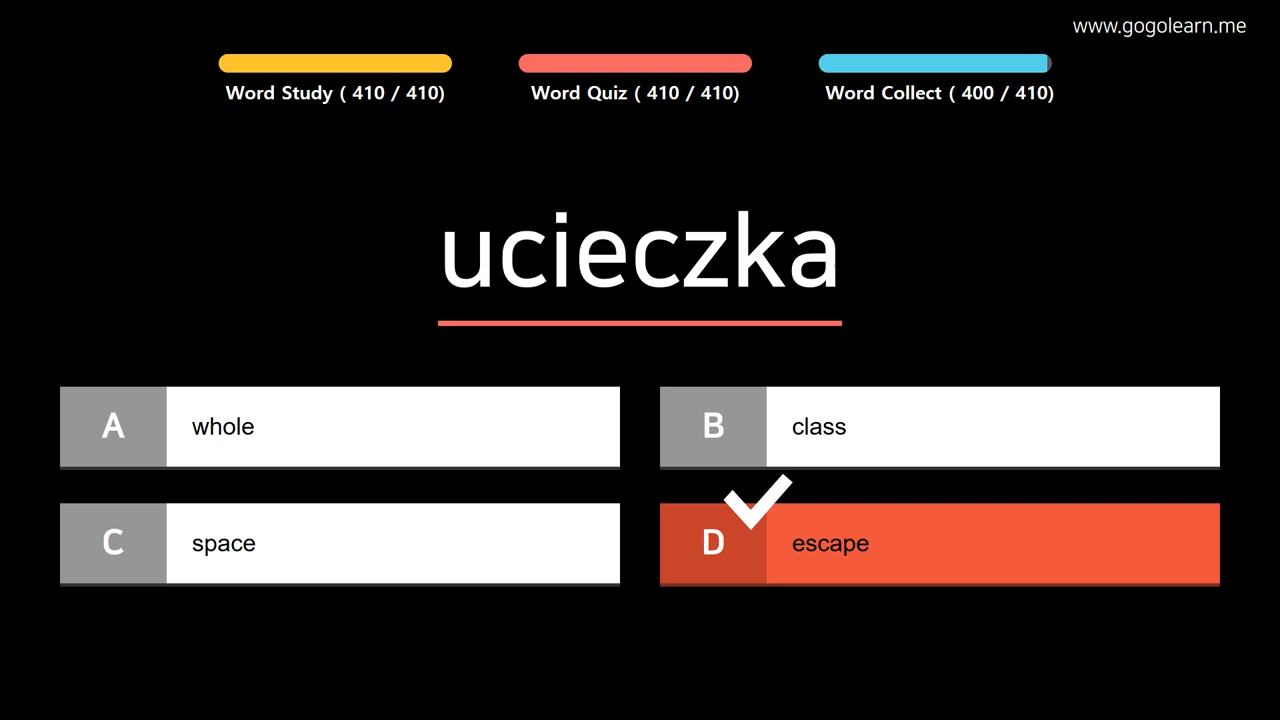 www.gogolearn.me
Word Study ( 410 / 410)
Word Quiz ( 410 / 410)
Word Collect ( 400 / 410)
ucieczka
A whole
B class
C space
D escape